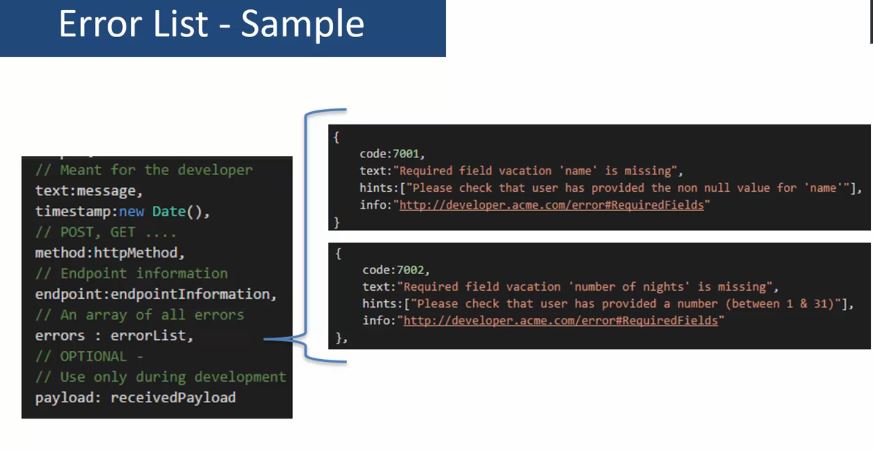 Error List - Sample
// Meant for the developer
text:message,
timestamp:new Date(),
// POST, GET ....
method:httpMethod,
// Endpoint information
endpoint:endpointInformation,
// An array of all errors
errors : errorList,
// OPTIONAL -
// Use only during development
payload: receivedPayload
{
code:7001,
text:"Required field vacation 'name' is missing",
hints:["Please check that user has provided the non null value for 'name'"],
info:"http://developer.acme.com/error#RequiredFields"
}
{
code:7002,
text:"Required field vacation 'number of nights' is missing",
hints:["Please check that user has provided a number (between 1 & 31)"],
info:"http://developer.acme.com/error#RequiredFields"
},